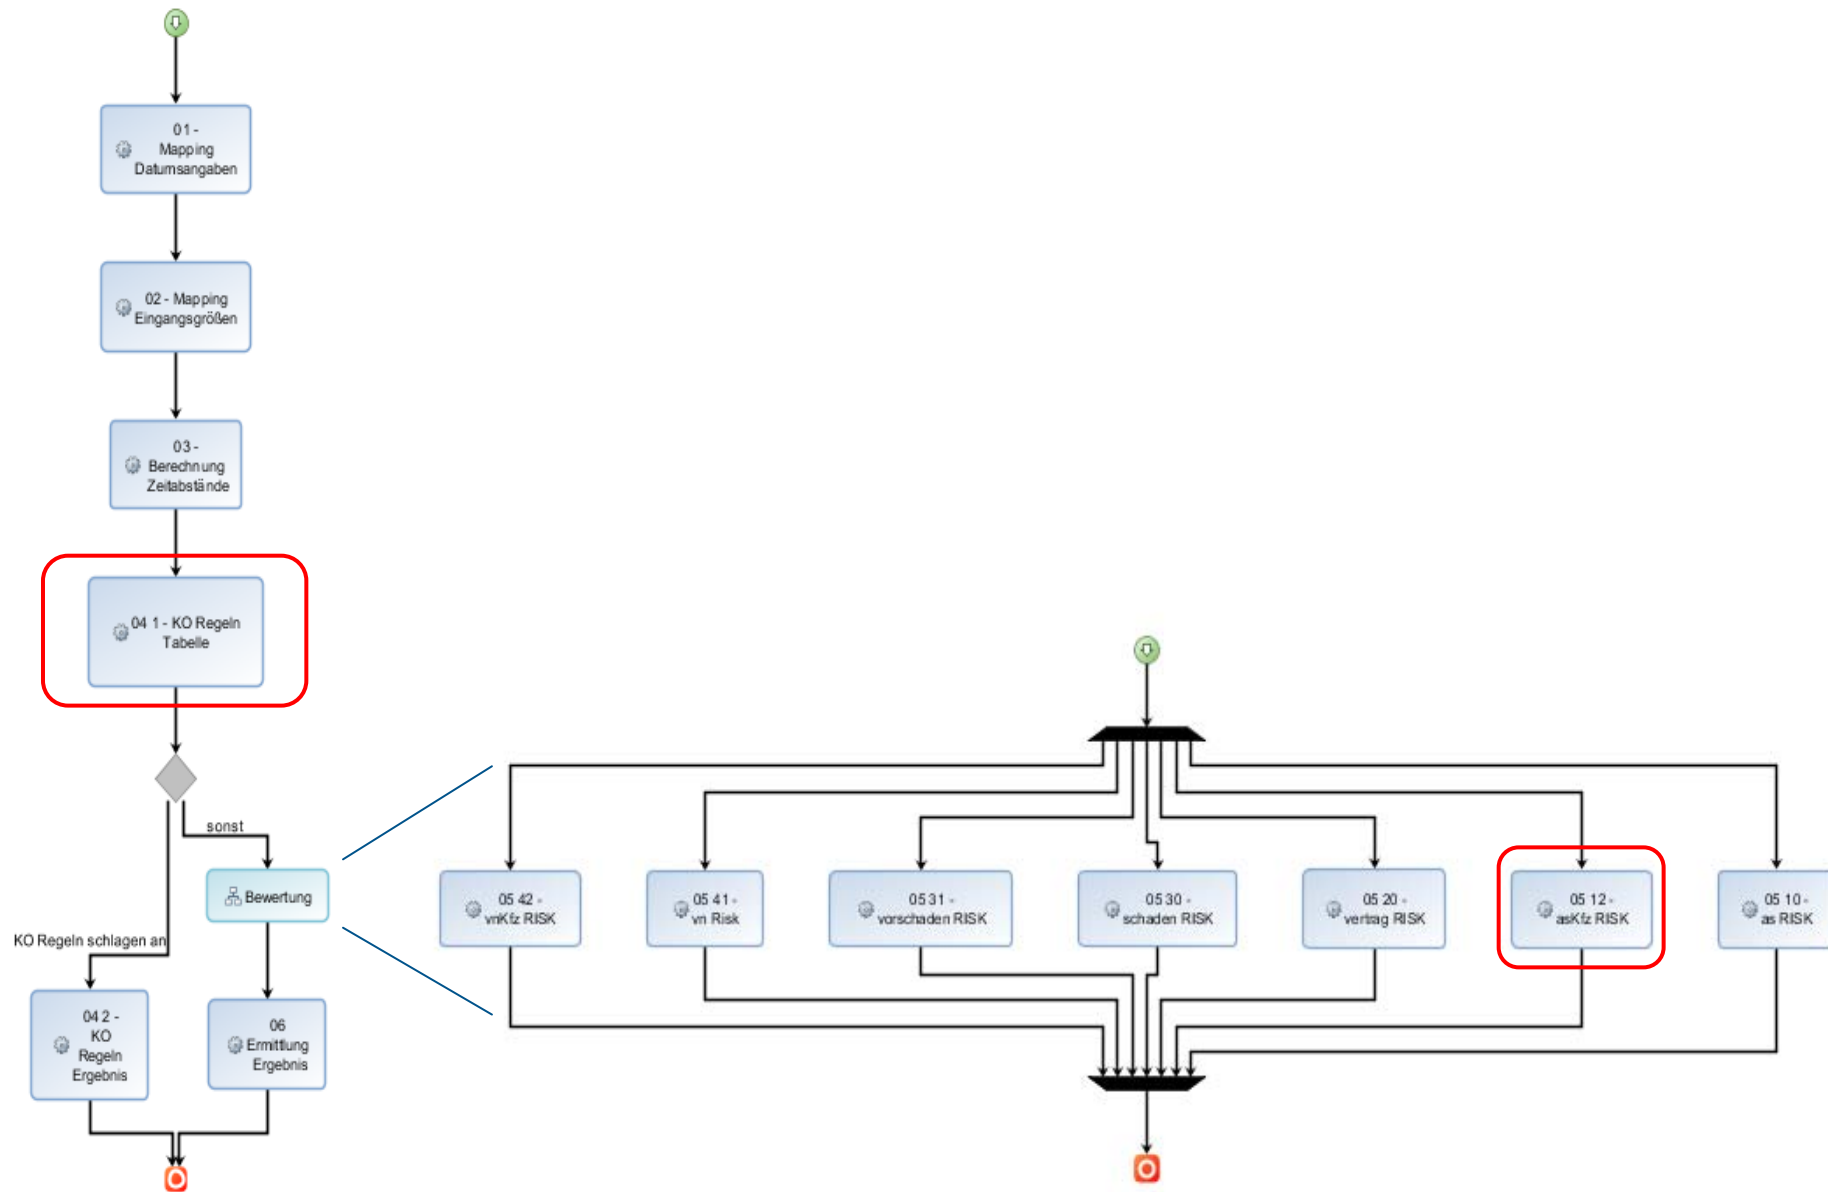 01 -
Mapping
Datumsangaben
02 - Mapping
Eingangsgrößen
03 -
Berechnung
Zeitabstände
04 1 - KO Regeln
Tabelle
sonst
Bewertung
KO Regeln schlagen an
04 2 -
KO
Regeln
Ergebnis
06
Ermittlung
Ergebnis
05 42 -
vnKfz RISK
05 41 -
vn Risk
05 31 -
vorschaden RISK
05 30 -
schaden RISK
05 20 -
vertrag RISK
05 12 -
asKfz RISK
05 10 -
as RISK